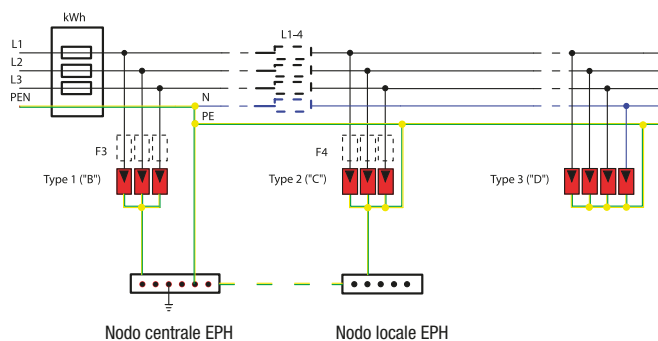 kWh
L1
L2
L3
PEN
L1-4
N
PE
F3
F4
Type 1 ("B")
Type 2 ("C")
Type 3 ("D")
Nodo centrale EPH
Nodo locale EPH